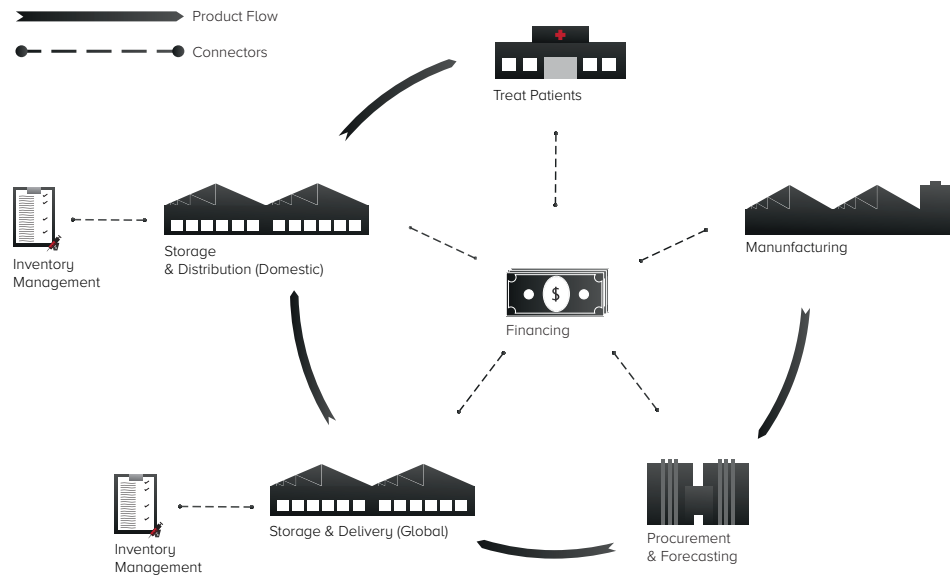 Product Flow
Connectors
Treat Patients
Storage
& Distribution (Domestic)
Manunfacturing
Inventory
Management
$
Financing
Storage & Delivery (Global)
Procurement
& Forecasting
Inventory
Management